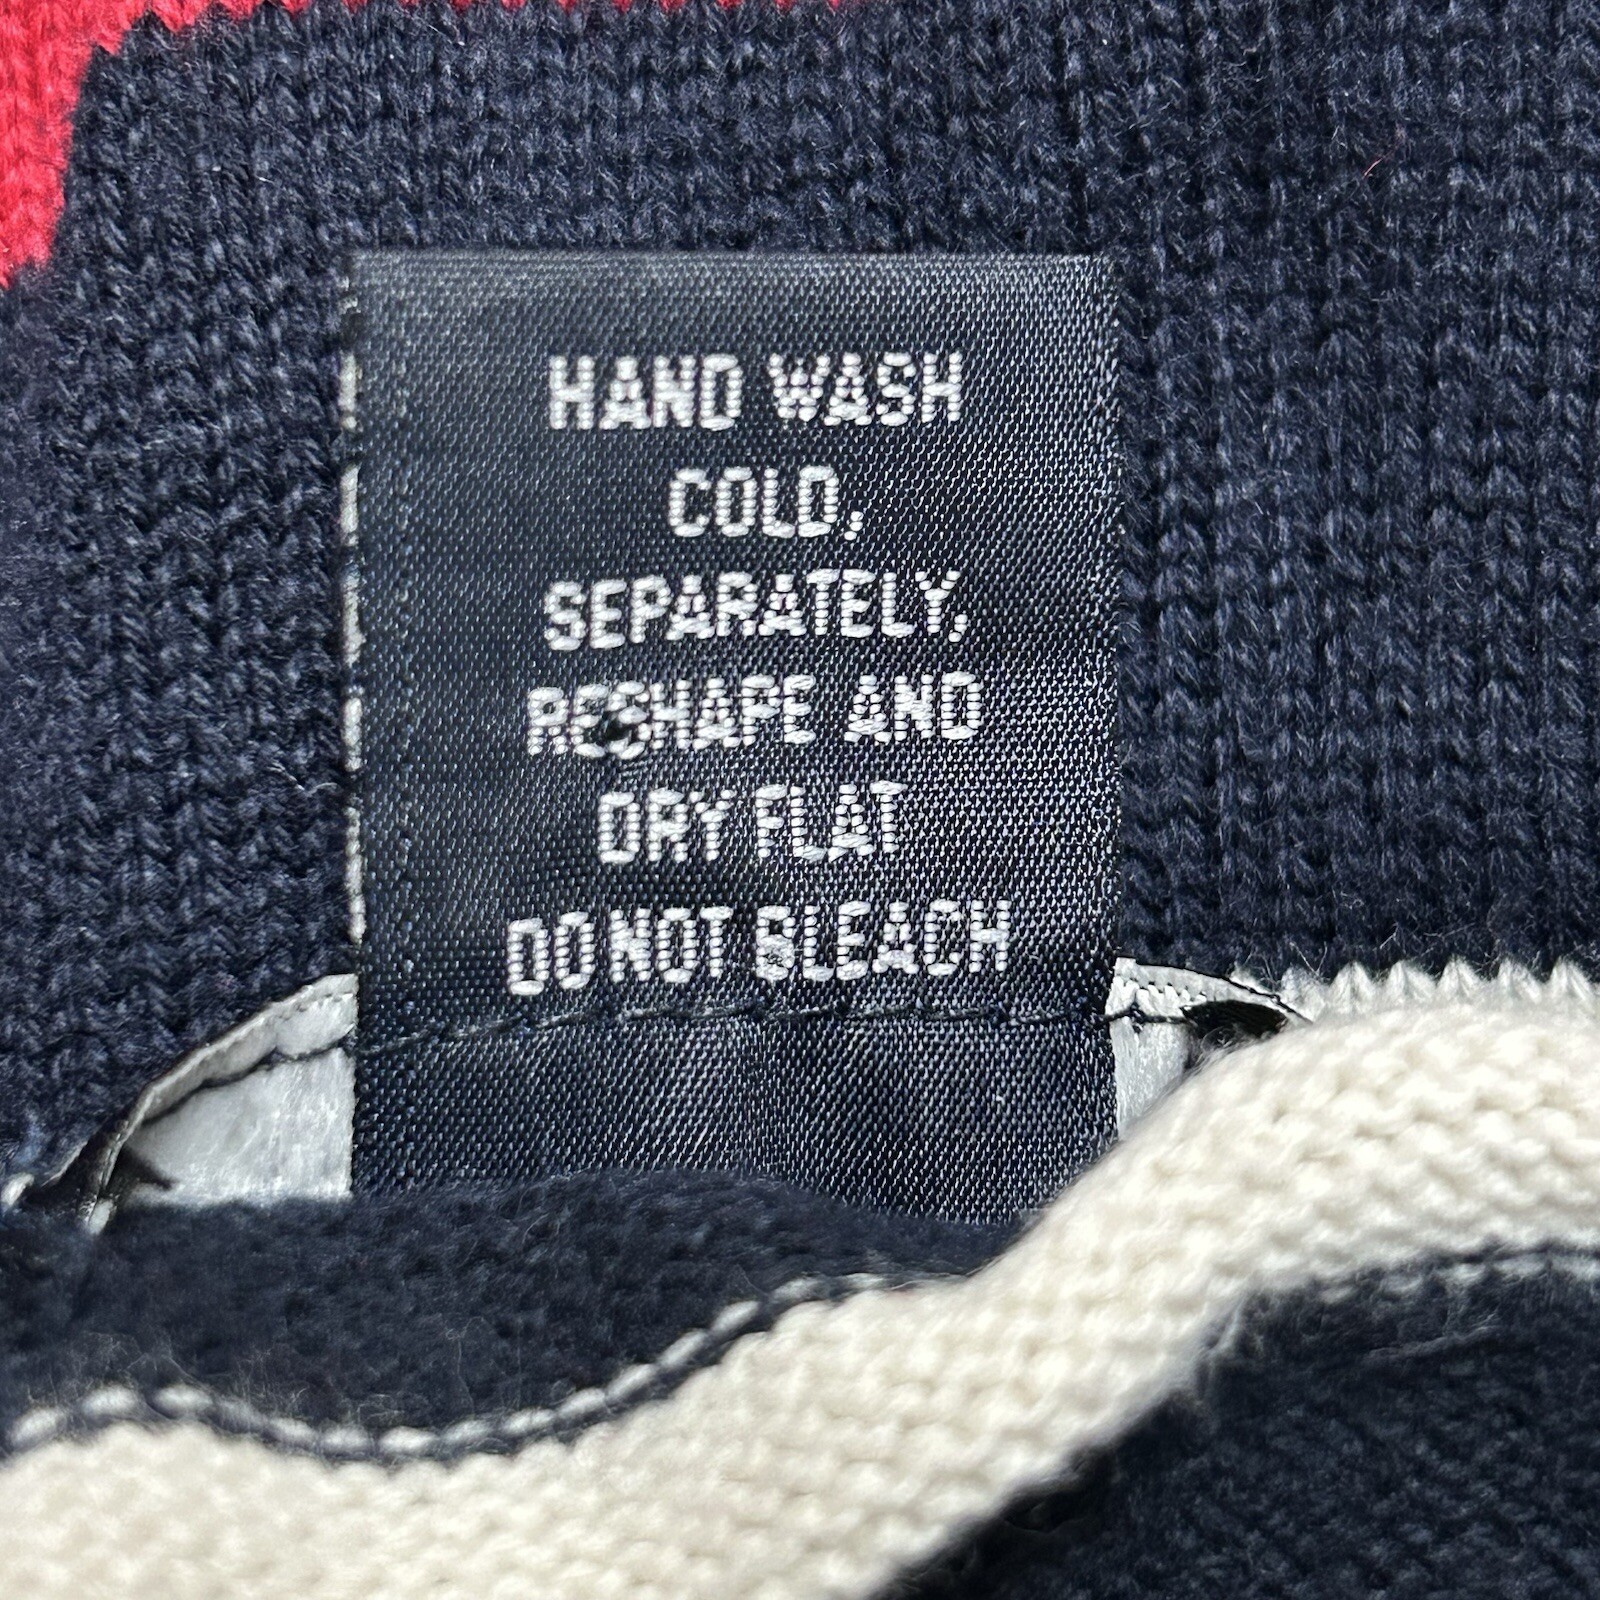 HAND WASH
COLD,
SEPARATELY,
RESHAPE AND
DRY FLAT
DO NOT BLEACH